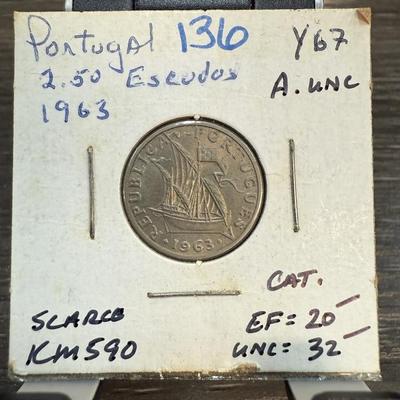 Portugal 136 Y67
2.50 Escudos A. UNC
1963
REPUBLICA PORTUGUESA
1963
CAT.
SCARCE EF = 20-
KM590 UNC = 32-